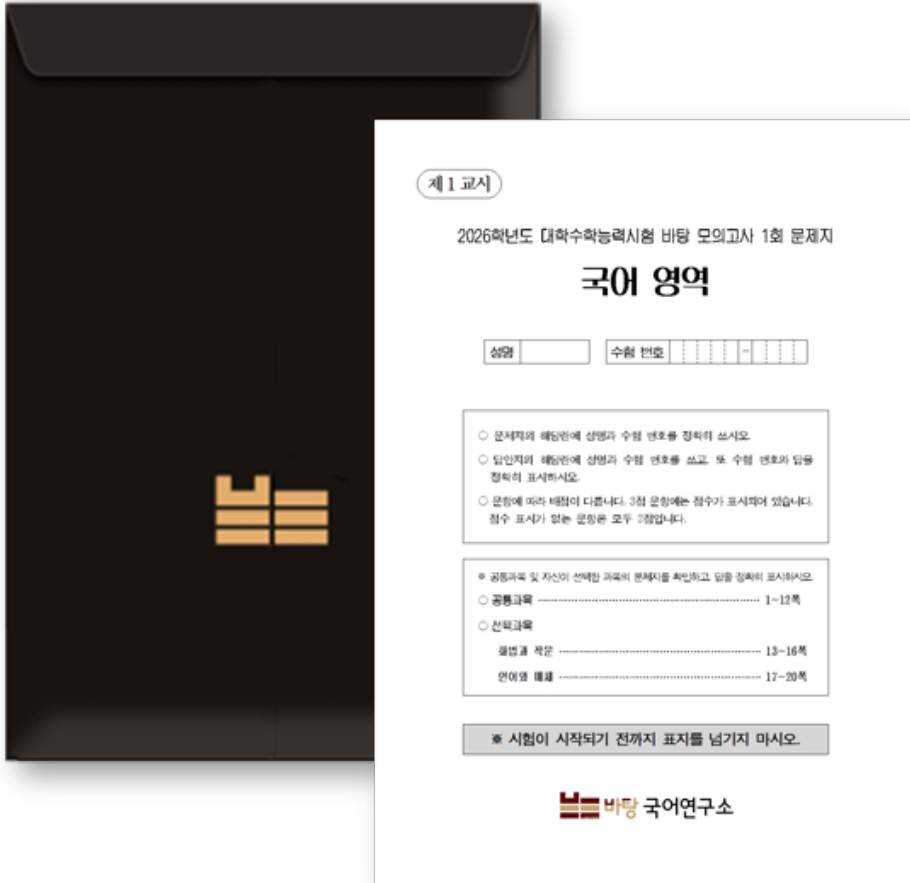 제 1 교시
2026학년도 대학수학능력시험 바탕 모의고사 1회 문제지
국어 영역
성명
수험 번호 -
○ 문제지의 해당란에 성명과 수험 번호를 정확히 쓰시오.
○ 답안지의 해당란에 성명과 수험 번호를 쓰고, 또 수험 번호와 답을
정확히 표시하시오.
○ 문항에 따라 배점이 다릅니다. 3점 문항에는 점수가 표시되어 있습니다.
점수 표시가 없는 문항은 모두 2점입니다.
※ 공통과목 및 자신이 선택한 과목의 문제지를 확인하고, 답을 정확히 표시하시오.
○ 공통과목 1~12쪽
○ 선택과목
화법과 작문 13~16쪽
언어와 매체 17~20쪽
※ 시험이 시작되기 전까지 표지를 넘기지 마시오.
바탕 국어연구소